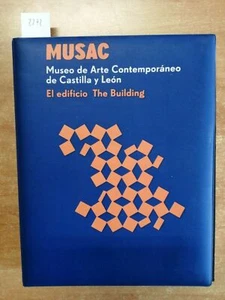 MUSAC
Museo de Arte Contemporáneo
de Castilla y León
El edificio The Building